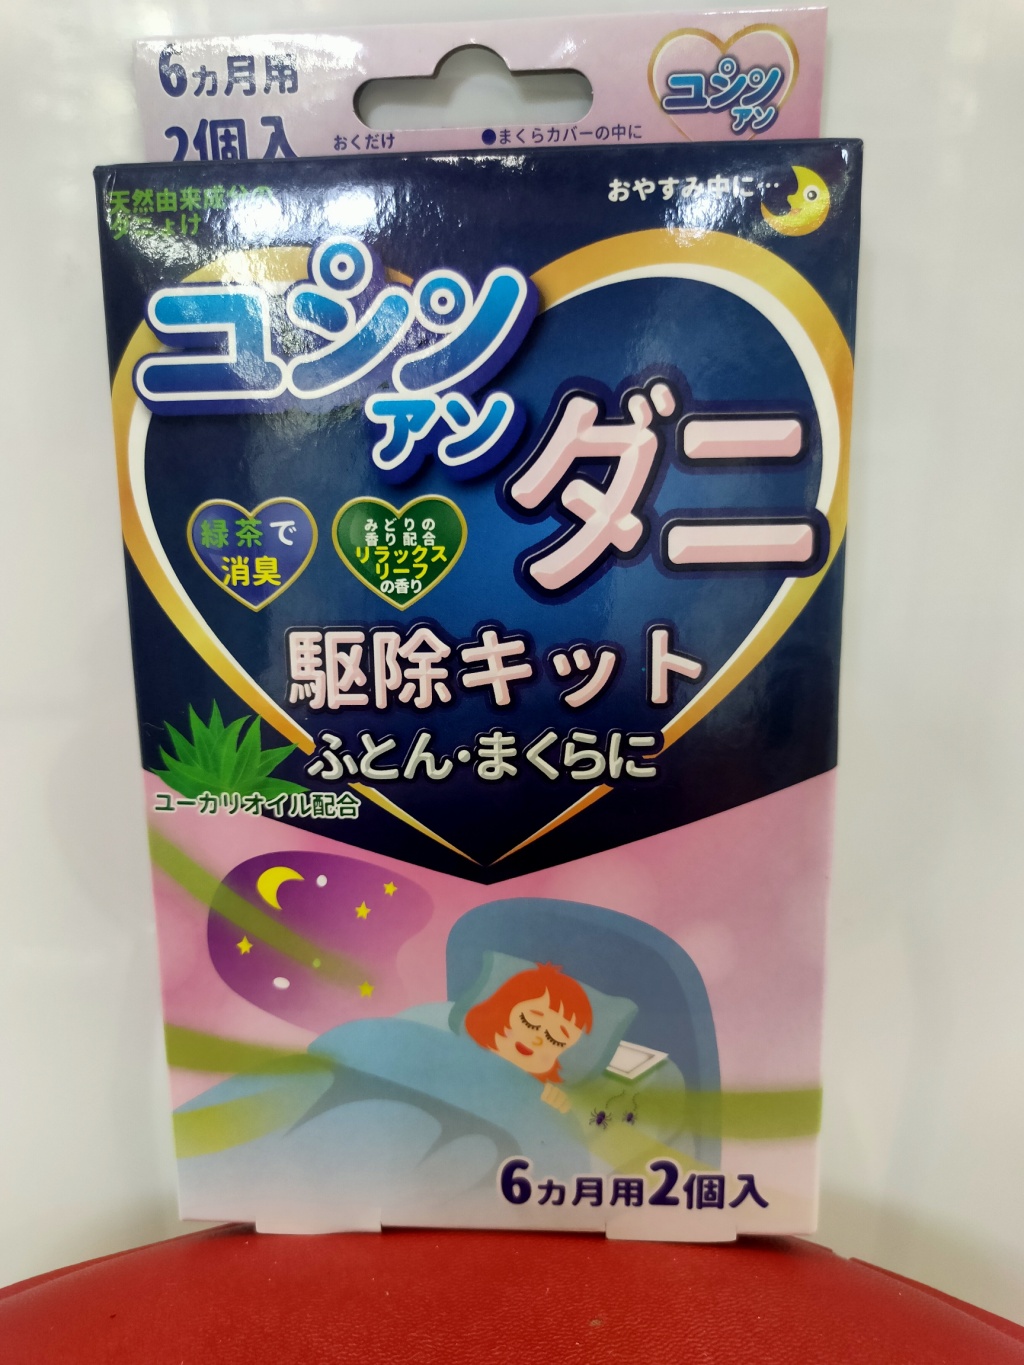 6カ月用
2個入
おくだけ
●まくらカバーの中に
コシツ
アソ
天然由来成分の
ダニよけ
おやすみ中に…
コシツ
アソ
ダニ
緑茶で
消臭
みどりの
香り配合
リラックス
リーフ
の香り
駆除キット
ふとん・まくらに
ユーカリオイル配合
6カ月用2個入